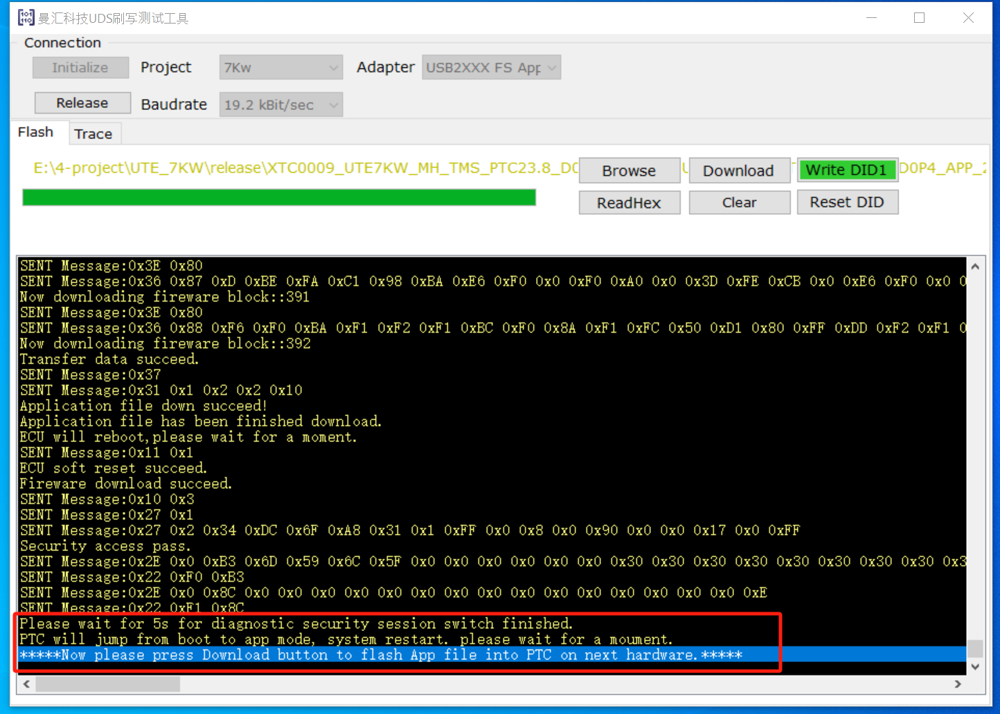 曼汇科技UDS刷写测试工具
Connection
Initialize Project 7Kw Adapter USB2XXX FS App
Release Baudrate 19.2 kBit/sec
Flash Trace
E:\4-project\UTE_7KW\release\XTC0009_UTE7KW_MH_TMS_PTC23.8_D0 Browse Download Write DID1 D0P4_APP_2
ReadHex Clear Reset DID
SENT Message:0x3E 0x80
SENT Message:0x36 0x87 0xD 0xBE 0xFA 0xC1 0x98 0xBA 0xE6 0xF0 0x0 0xF0 0xA0 0x0 0x3D 0xFE 0xCB 0x0 0xE6 0xF0 0x0 0
Now downloading fireware block::391
SENT Message:0x3E 0x80
SENT Message:0x36 0x88 0xF6 0xF0 0xBA 0xF1 0xF2 0xF1 0xBC 0xF0 0x8A 0xF1 0xFC 0x50 0xD1 0x80 0xFF 0xDD 0xF2 0xF1 0
Now downloading fireware block::392
Transfer data succeed.
SENT Message:0x37
SENT Message:0x31 0x1 0x2 0x2 0x10
Application file down succeed!
Application file has been finished download.
ECU will reboot,please wait for a moment.
SENT Message:0x11 0x1
ECU soft reset succeed.
Fireware download succeed.
SENT Message:0x10 0x3
SENT Message:0x27 0x1
SENT Message:0x27 0x2 0x34 0xDC 0x6F 0xA8 0x31 0x1 0xFF 0x0 0x8 0x0 0x90 0x0 0x0 0x17 0x0 0xFF
Security access pass.
SENT Message:0x2E 0x0 0xB3 0x6D 0x59 0x6C 0x5F 0x0 0x0 0x0 0x0 0x0 0x0 0x30 0x30 0x30 0x30 0x30 0x30 0x30 0x30 0x3
SENT Message:0x22 0xF0 0xB3
SENT Message:0x2E 0x0 0x8C 0x0 0x0 0x0 0x0 0x0 0x0 0x0 0x0 0x0 0x0 0x0 0x0 0x0 0x0 0x0 0xE
SENT Message:0x22 0xF1 0x8C
Please wait for 5s for diagnostic security session switch finished.
PTC will jump from boot to app mode, system restart. please wait for a moument.
*****Now please press Download button to flash App file into PTC on next hardware.*****